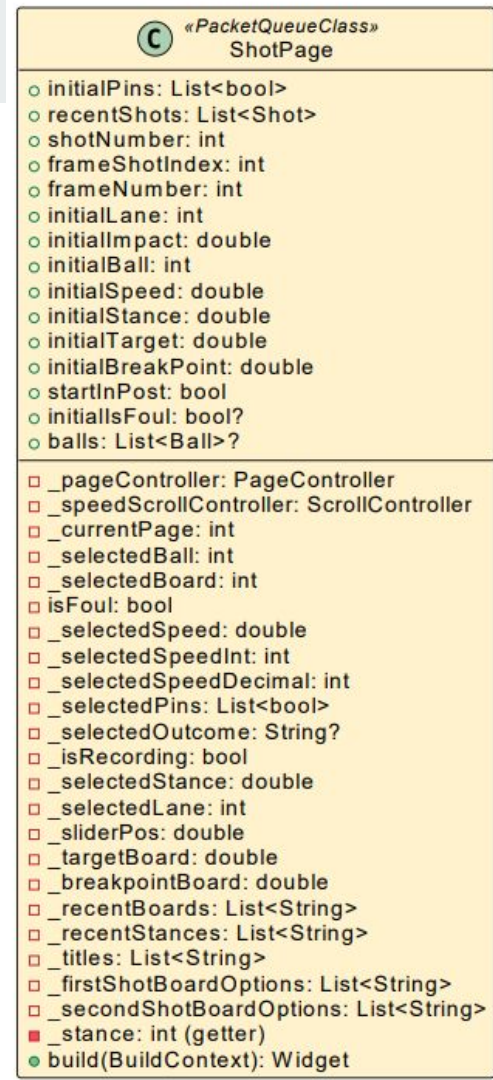 C «PacketQueueClass»
ShotPage
initialPins: List<bool>
recentShots: List<Shot>
shotNumber: int
frameShotIndex: int
frameNumber: int
initialLane: int
initialImpact: double
initialBall: int
initialSpeed: double
initialStance: double
initialTarget: double
initialBreakPoint: double
startInPost: bool
initialIsFoul: bool?
balls: List<Ball>?
_pageController: PageController
_speedScrollController: ScrollController
_currentPage: int
_selectedBall: int
_selectedBoard: int
isFoul: bool
_selectedSpeed: double
_selectedSpeedInt: int
_selectedSpeedDecimal: int
_selectedPins: List<bool>
_selectedOutcome: String?
_isRecording: bool
_selectedStance: double
_selectedLane: int
_sliderPos: double
_targetBoard: double
_breakpointBoard: double
_recentBoards: List<String>
_recentStances: List<String>
_titles: List<String>
_firstShotBoardOptions: List<String>
_secondShotBoardOptions: List<String>
_stance: int (getter)
build(BuildContext): Widget